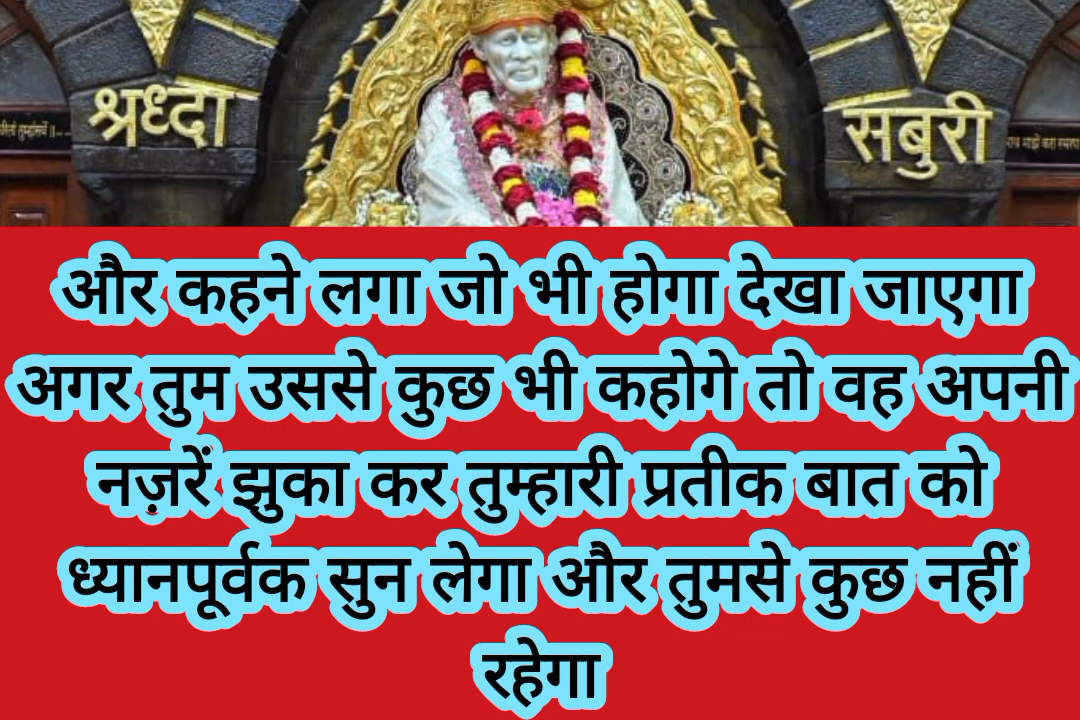 श्रध्दा
सबुरी
और कहने लगा जो भी होगा देखा जाएगा
अगर तुम उससे कुछ भी कहोगे तो वह अपनी
नज़रें झुका कर तुम्हारी प्रतीक बात को
ध्यानपूर्वक सुन लेगा और तुमसे कुछ नहीं
रहेगा